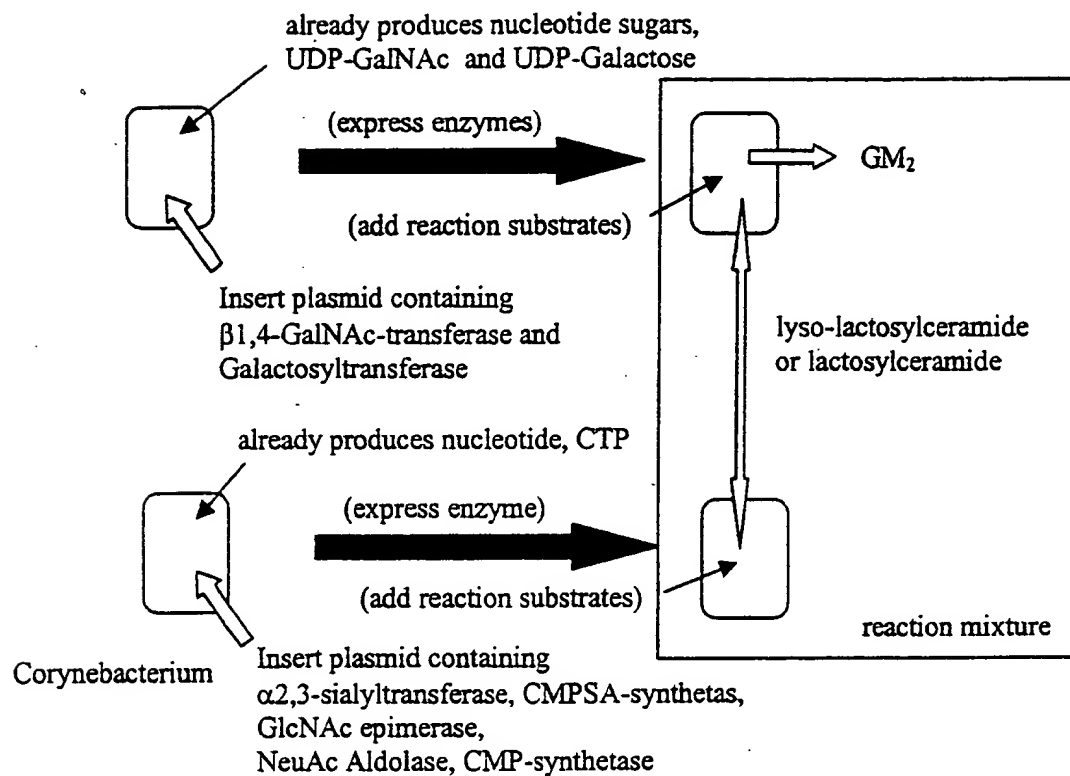 already produces nucleotide sugars,
UDP-GalNAc and UDP-Galactose
(express enzymes)
GM₂
(add reaction substrates)
Insert plasmid containing
β1,4-GalNAc-transferase and
Galactosyltransferase
lyso-lactosylceramide
or lactosylceramide
already produces nucleotide, CTP
(express enzyme)
(add reaction substrates)
reaction mixture
Corynebacterium
Insert plasmid containing
α2,3-sialyltransferase, CMPSA-synthetas,
GlcNAc epimerase,
NeuAc Aldolase, CMP-synthetase